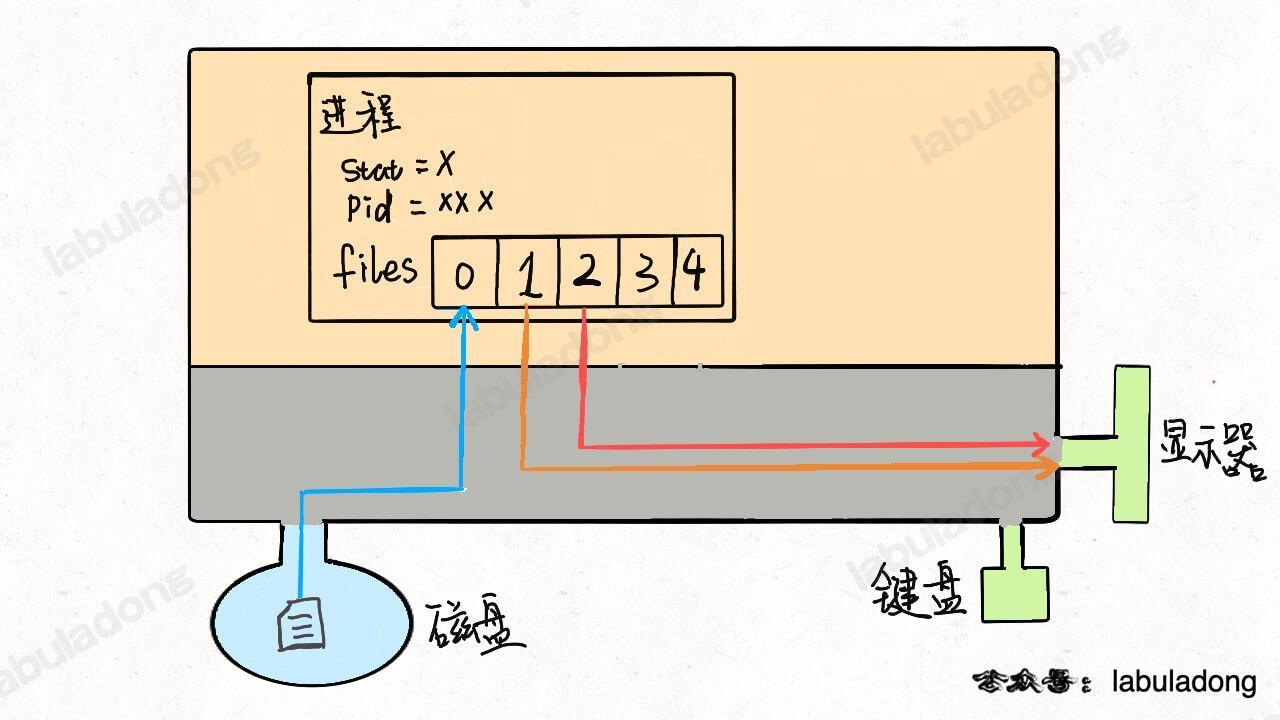 进程
stat = X
Pid = XXX
files 0 1 2 3 4
显示器
键盘
磁盘
公众号：labuladong
labuladong
labuladong
labuladong
labuladong
labuladong